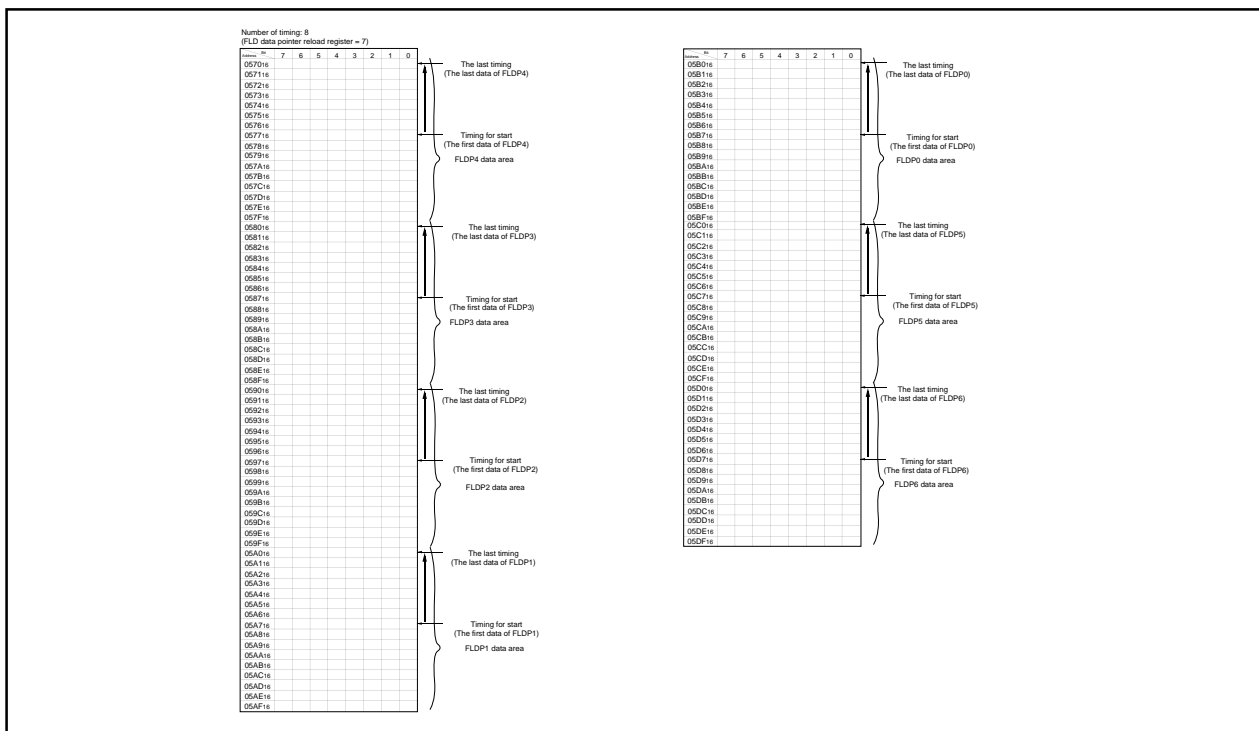 Number of timing: 8
(FLD data pointer reload register = 7)
Bit
Address 7 6 5 4 3 2 1 0
057016
057116
057216
057316
057416
057516
057616
057716
057816
057916
057A16
057B16
057C16
057D16
057E16
057F16
058016
058116
058216
058316
058416
058516
058616
058716
058816
058916
058A16
058B16
058C16
058D16
058E16
058F16
059016
059116
059216
059316
059416
059516
059616
059716
059816
059916
059A16
059B16
059C16
059D16
059E16
059F16
05A016
05A116
05A216
05A316
05A416
05A516
05A616
05A716
05A816
05A916
05AA16
05AB16
05AC16
05AD16
05AE16
05AF16
The last timing
(The last data of FLDP4)
Timing for start
(The first data of FLDP4)
FLDP4 data area
The last timing
(The last data of FLDP3)
Timing for start
(The first data of FLDP3)
FLDP3 data area
The last timing
(The last data of FLDP2)
Timing for start
(The first data of FLDP2)
FLDP2 data area
The last timing
(The last data of FLDP1)
Timing for start
(The first data of FLDP1)
FLDP1 data area
Bit
Address 7 6 5 4 3 2 1 0
05B016
05B116
05B216
05B316
05B416
05B516
05B616
05B716
05B816
05B916
05BA16
05BB16
05BC16
05BD16
05BE16
05BF16
05C016
05C116
05C216
05C316
05C416
05C516
05C616
05C716
05C816
05C916
05CA16
05CB16
05CC16
05CD16
05CE16
05CF16
05D016
05D116
05D216
05D316
05D416
05D516
05D616
05D716
05D816
05D916
05DA16
05DB16
05DC16
05DD16
05DE16
05DF16
The last timing
(The last data of FLDP0)
Timing for start
(The first data of FLDP0)
FLDP0 data area
The last timing
(The last data of FLDP5)
Timing for start
(The first data of FLDP5)
FLDP5 data area
The last timing
(The last data of FLDP6)
Timing for start
(The first data of FLDP6)
FLDP6 data area